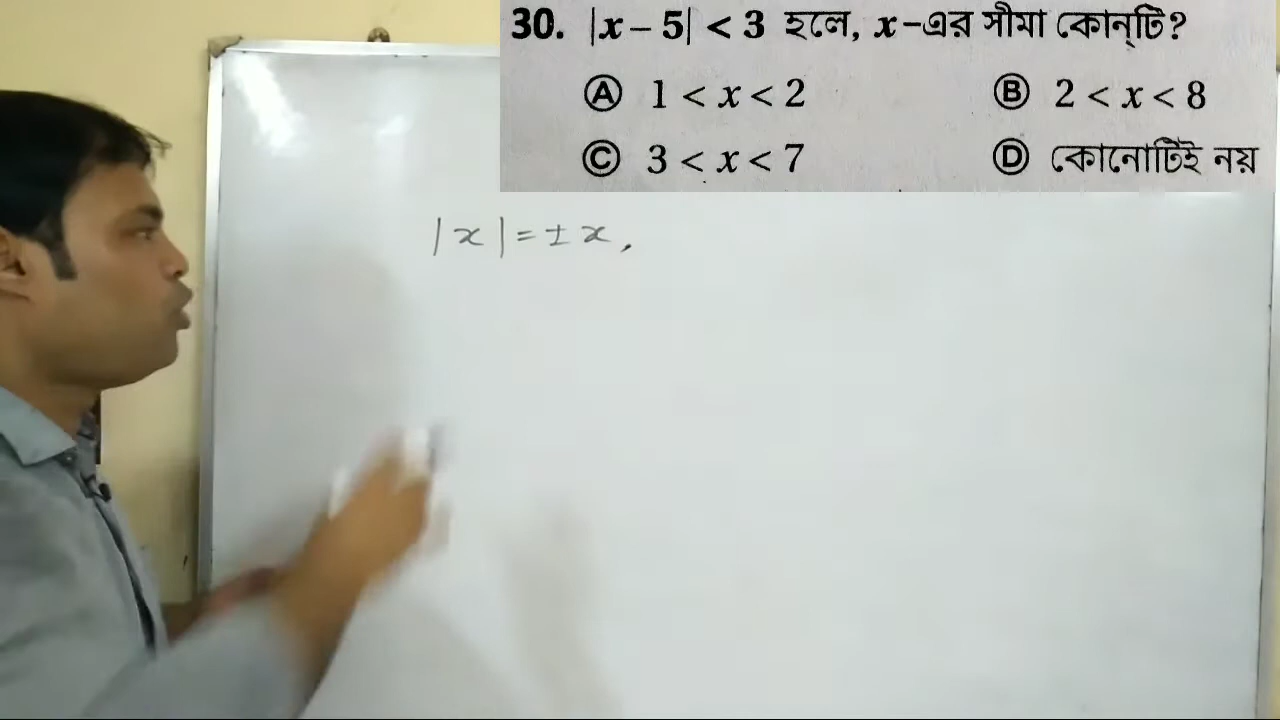 30. |x – 5| < 3 হলে, x–এর সীমা কোন্‌টি?
Ⓐ 1 < x < 2 Ⓑ 2 < x < 8
Ⓒ 3 < x < 7 Ⓓ কোনোটিই নয়
|x| = ± x,